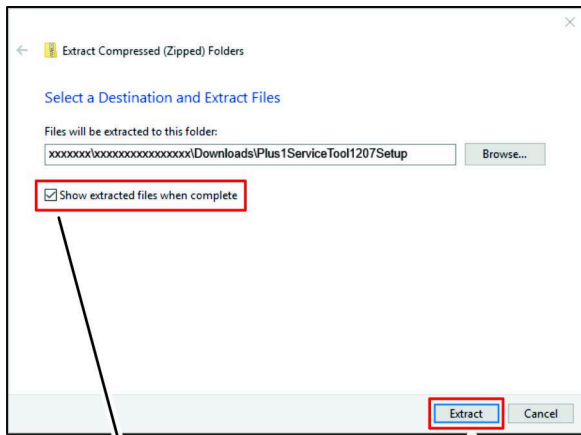 Extract Compressed (Zipped) Folders
Select a Destination and Extract Files
Files will be extracted to this folder:
xxxxxxx\xxxxxxxxxxxxxxxx\Downloads\Plus1ServiceTool1207Setup
Browse...
Show extracted files when complete
Extract
Cancel